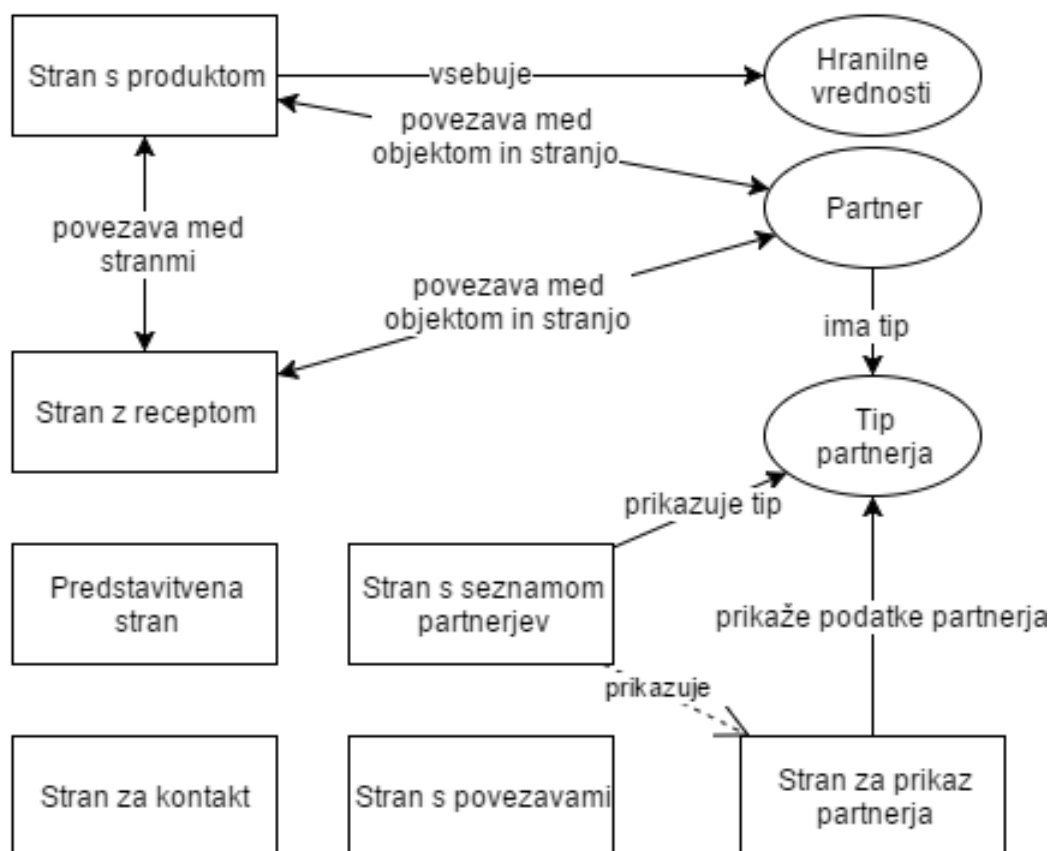 Stran s produktom
vsebuje
Hranilne
vrednosti
povezava med
objektom in stranjo
Partner
povezava med
stranmi
povezava med
objektom in stranjo
ima tip
Stran z receptom
Tip
partnerja
prikazuje tip
Predstavitvena
stran
Stran s seznamom
partnerjev
prikaže podatke partnerja
prikazuje
Stran za kontakt
Stran s povezavami
Stran za prikaz
partnerja